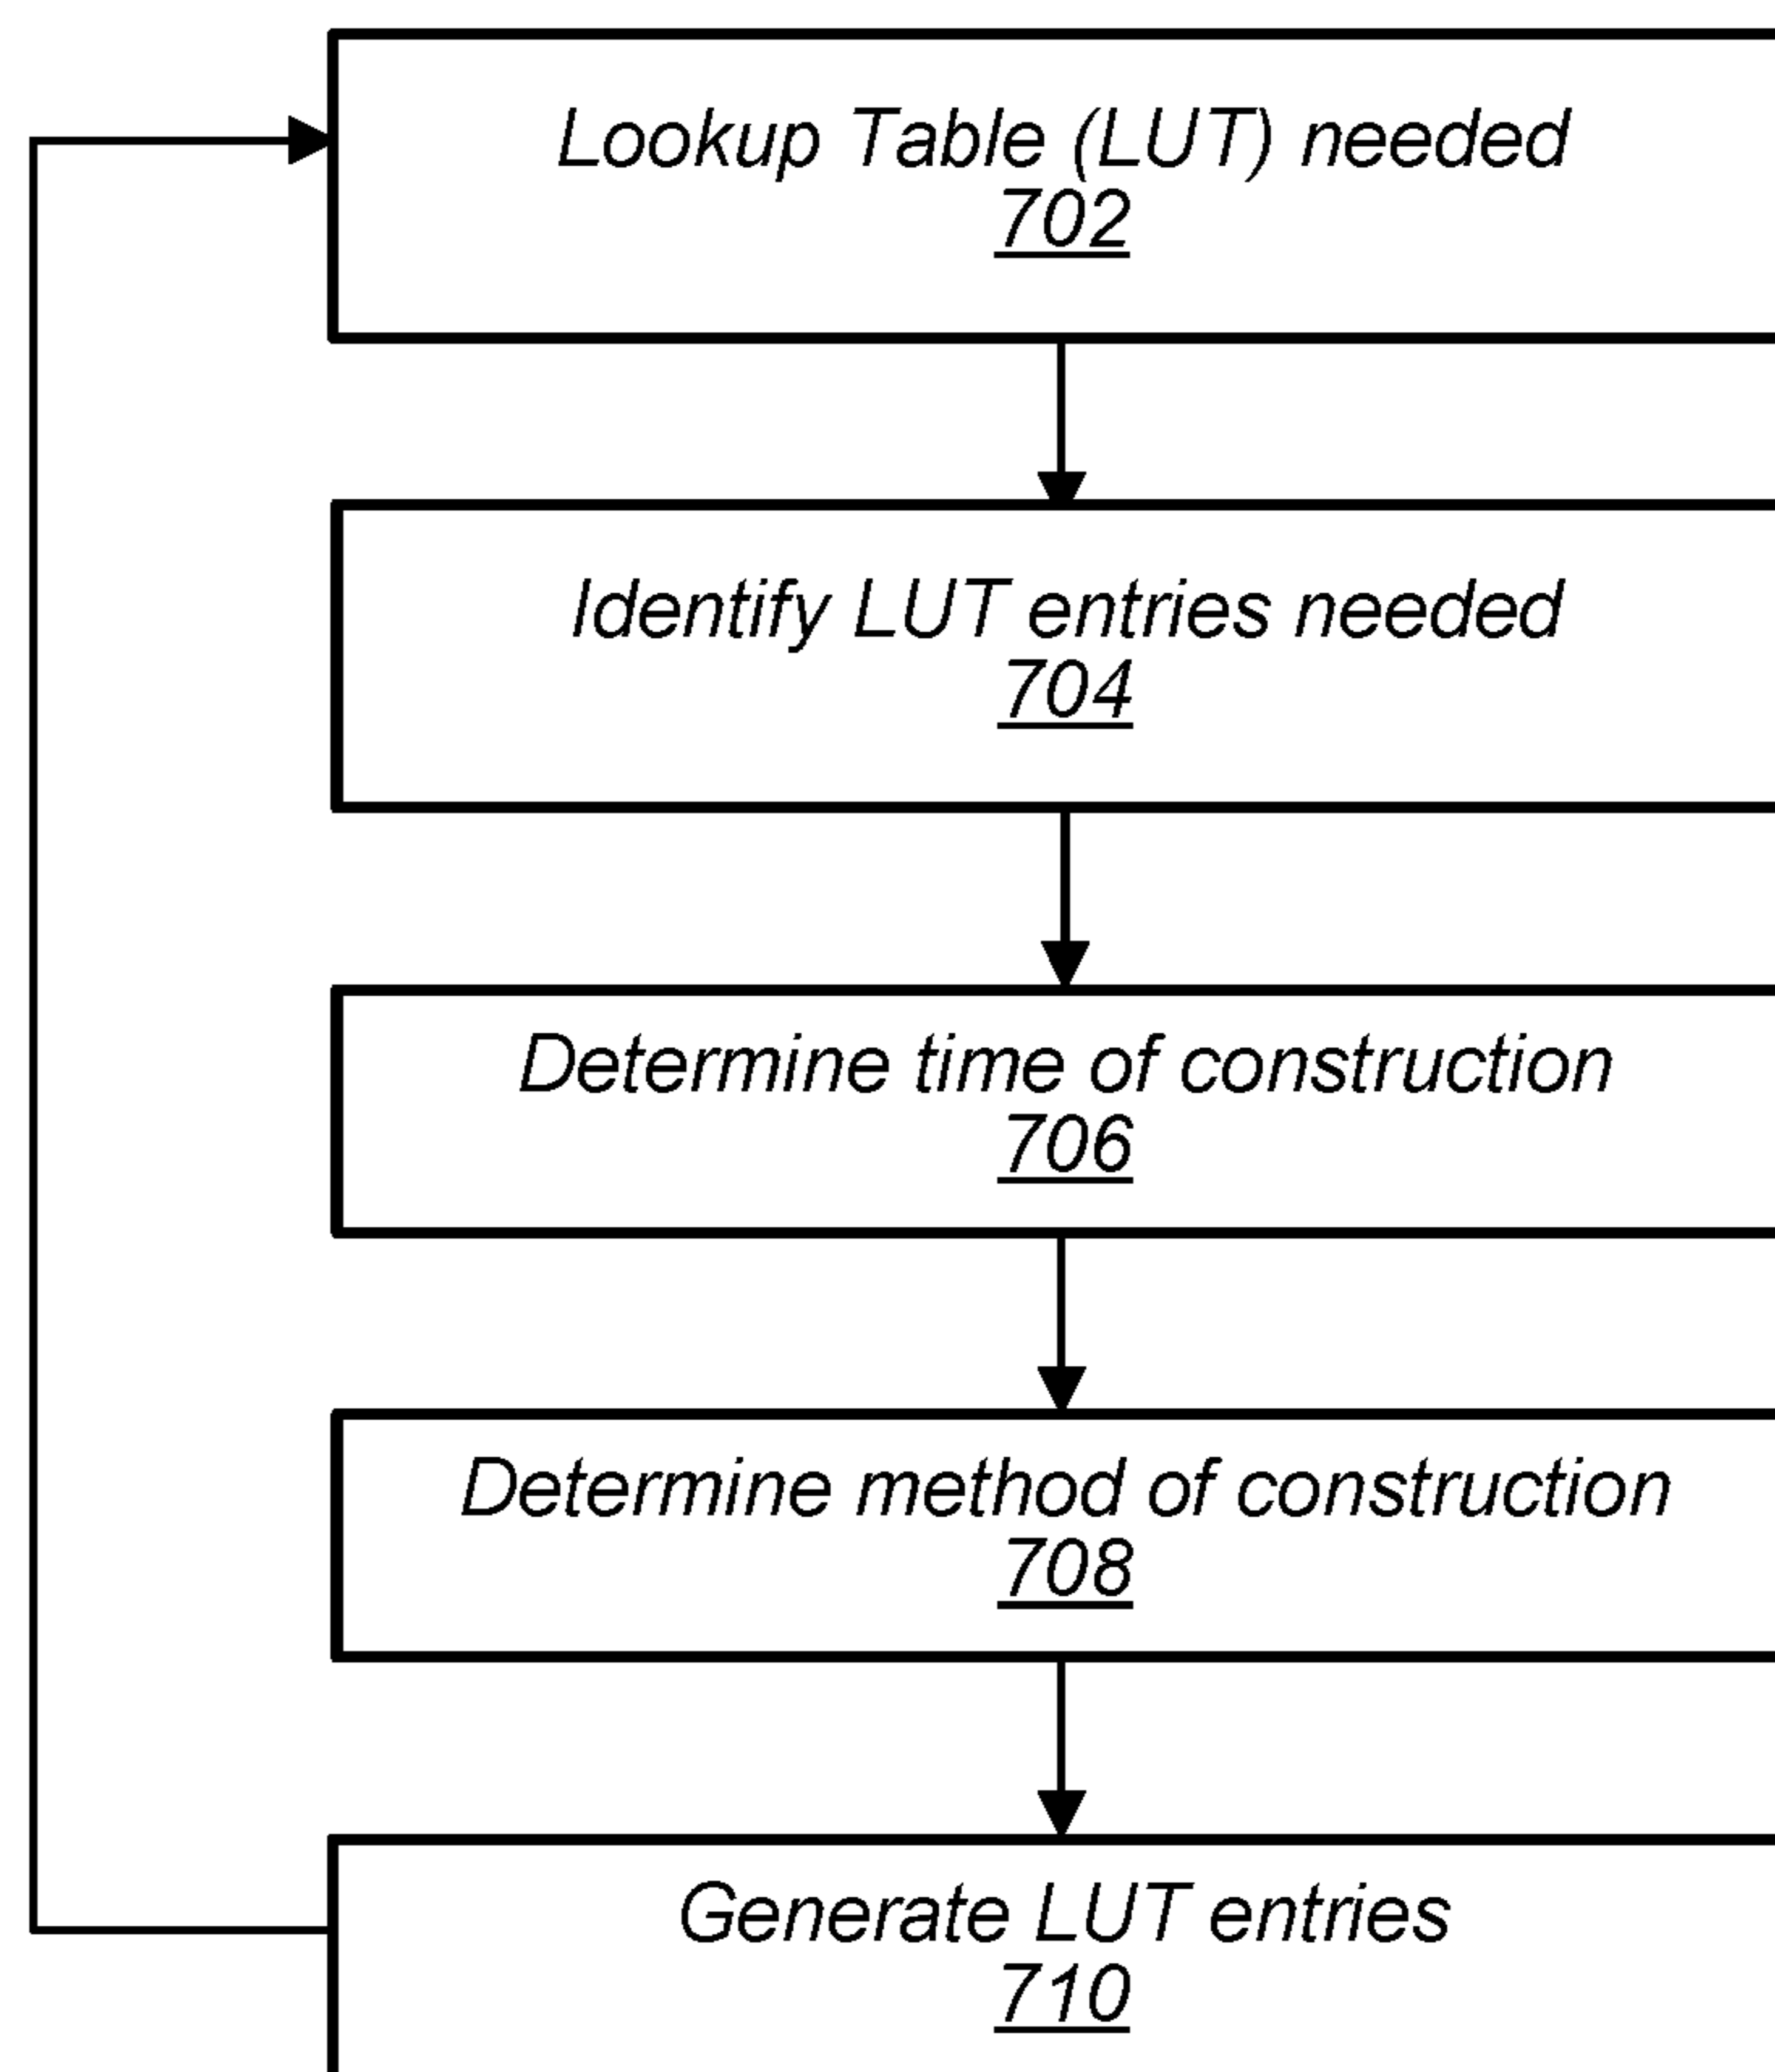 Lookup Table (LUT) needed
702
Identify LUT entries needed
704
Determine time of construction
706
Determine method of construction
708
Generate LUT entries
710